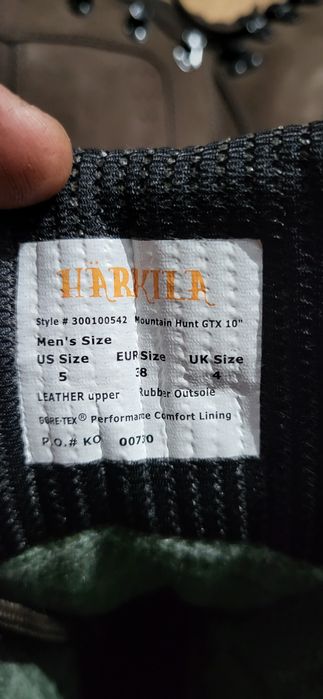 HÄRKILA
Style # 300100542 Mountain Hunt GTX 10"
Men's Size
US Size EUR Size UK Size
5 38 4
LEATHER upper Rubber Outsole
GORE-TEX® Performance Comfort Lining
P.O.# KO 00730